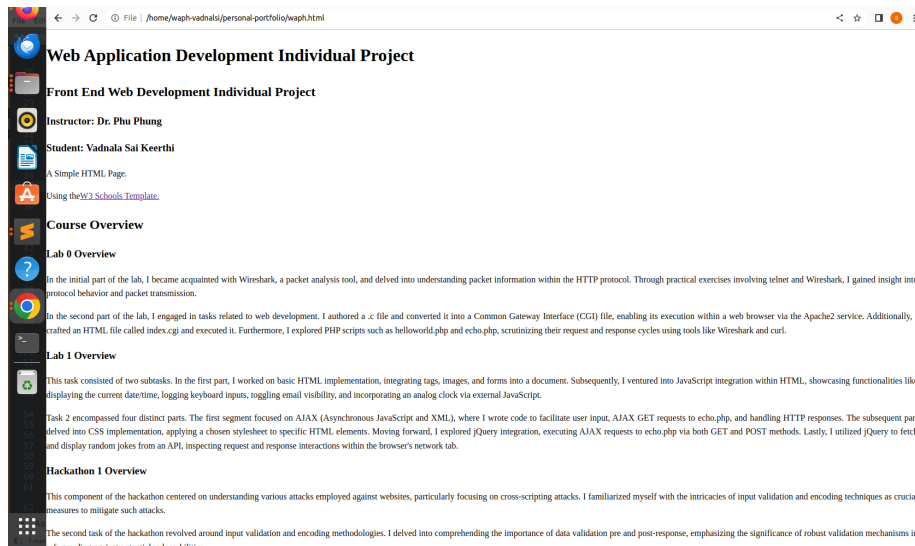 File | /home/waph-vadnalsi/personal-portfolio/waph.html
Web Application Development Individual Project
Front End Web Development Individual Project
Instructor: Dr. Phu Phung
Student: Vadnala Sai Keerthi
A Simple HTML Page.
Using theW3 Schools Template.
Course Overview
Lab 0 Overview
In the initial part of the lab, I became acquainted with Wireshark, a packet analysis tool, and delved into understanding packet information within the HTTP protocol. Through practical exercises involving telnet and Wireshark, I gained insight into
protocol behavior and packet transmission.
In the second part of the lab, I engaged in tasks related to web development. I authored a .c file and converted it into a Common Gateway Interface (CGI) file, enabling its execution within a web browser via the Apache2 service. Additionally,
crafted an HTML file called index.cgi and executed it. Furthermore, I explored PHP scripts such as helloworld.php and echo.php, scrutinizing their request and response cycles using tools like Wireshark and curl.
Lab 1 Overview
This task consisted of two subtasks. In the first part, I worked on basic HTML implementation, integrating tags, images, and forms into a document. Subsequently, I ventured into JavaScript integration within HTML, showcasing functionalities like
displaying the current date/time, logging keyboard inputs, toggling email visibility, and incorporating an analog clock via external JavaScript.
Task 2 encompassed four distinct parts. The first segment focused on AJAX (Asynchronous JavaScript and XML), where I wrote code to facilitate user input, AJAX GET requests to echo.php, and handling HTTP responses. The subsequent par
delved into CSS implementation, applying a chosen stylesheet to specific HTML elements. Moving forward, I explored jQuery integration, executing AJAX requests to echo.php via both GET and POST methods. Lastly, I utilized jQuery to fetch
and display random jokes from an API, inspecting request and response interactions within the browser's network tab.
Hackathon 1 Overview
This component of the hackathon centered on understanding various attacks employed against websites, particularly focusing on cross-scripting attacks. I familiarized myself with the intricacies of input validation and encoding techniques as crucia
measures to mitigate such attacks.
The second task of the hackathon revolved around input validation and encoding methodologies. I delved into comprehending the importance of data validation pre and post-response, emphasizing the significance of robust validation mechanisms i